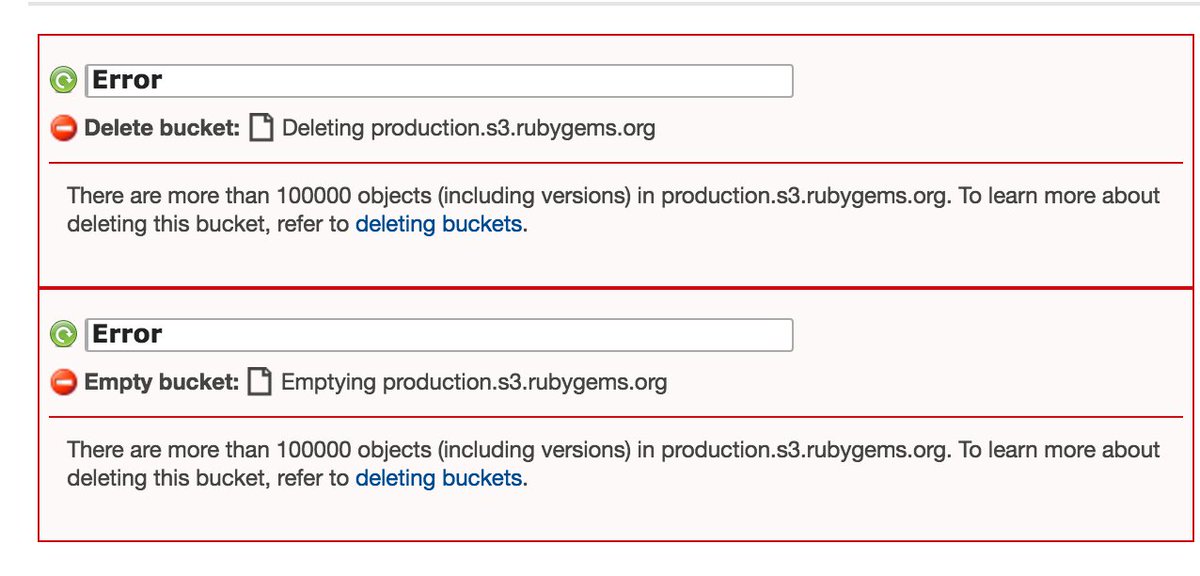 Error
Delete bucket: Deleting production.s3.rubygems.org
There are more than 100000 objects (including versions) in production.s3.rubygems.org. To learn more about
deleting this bucket, refer to deleting buckets.
Error
Empty bucket: Emptying production.s3.rubygems.org
There are more than 100000 objects (including versions) in production.s3.rubygems.org. To learn more about
deleting this bucket, refer to deleting buckets.